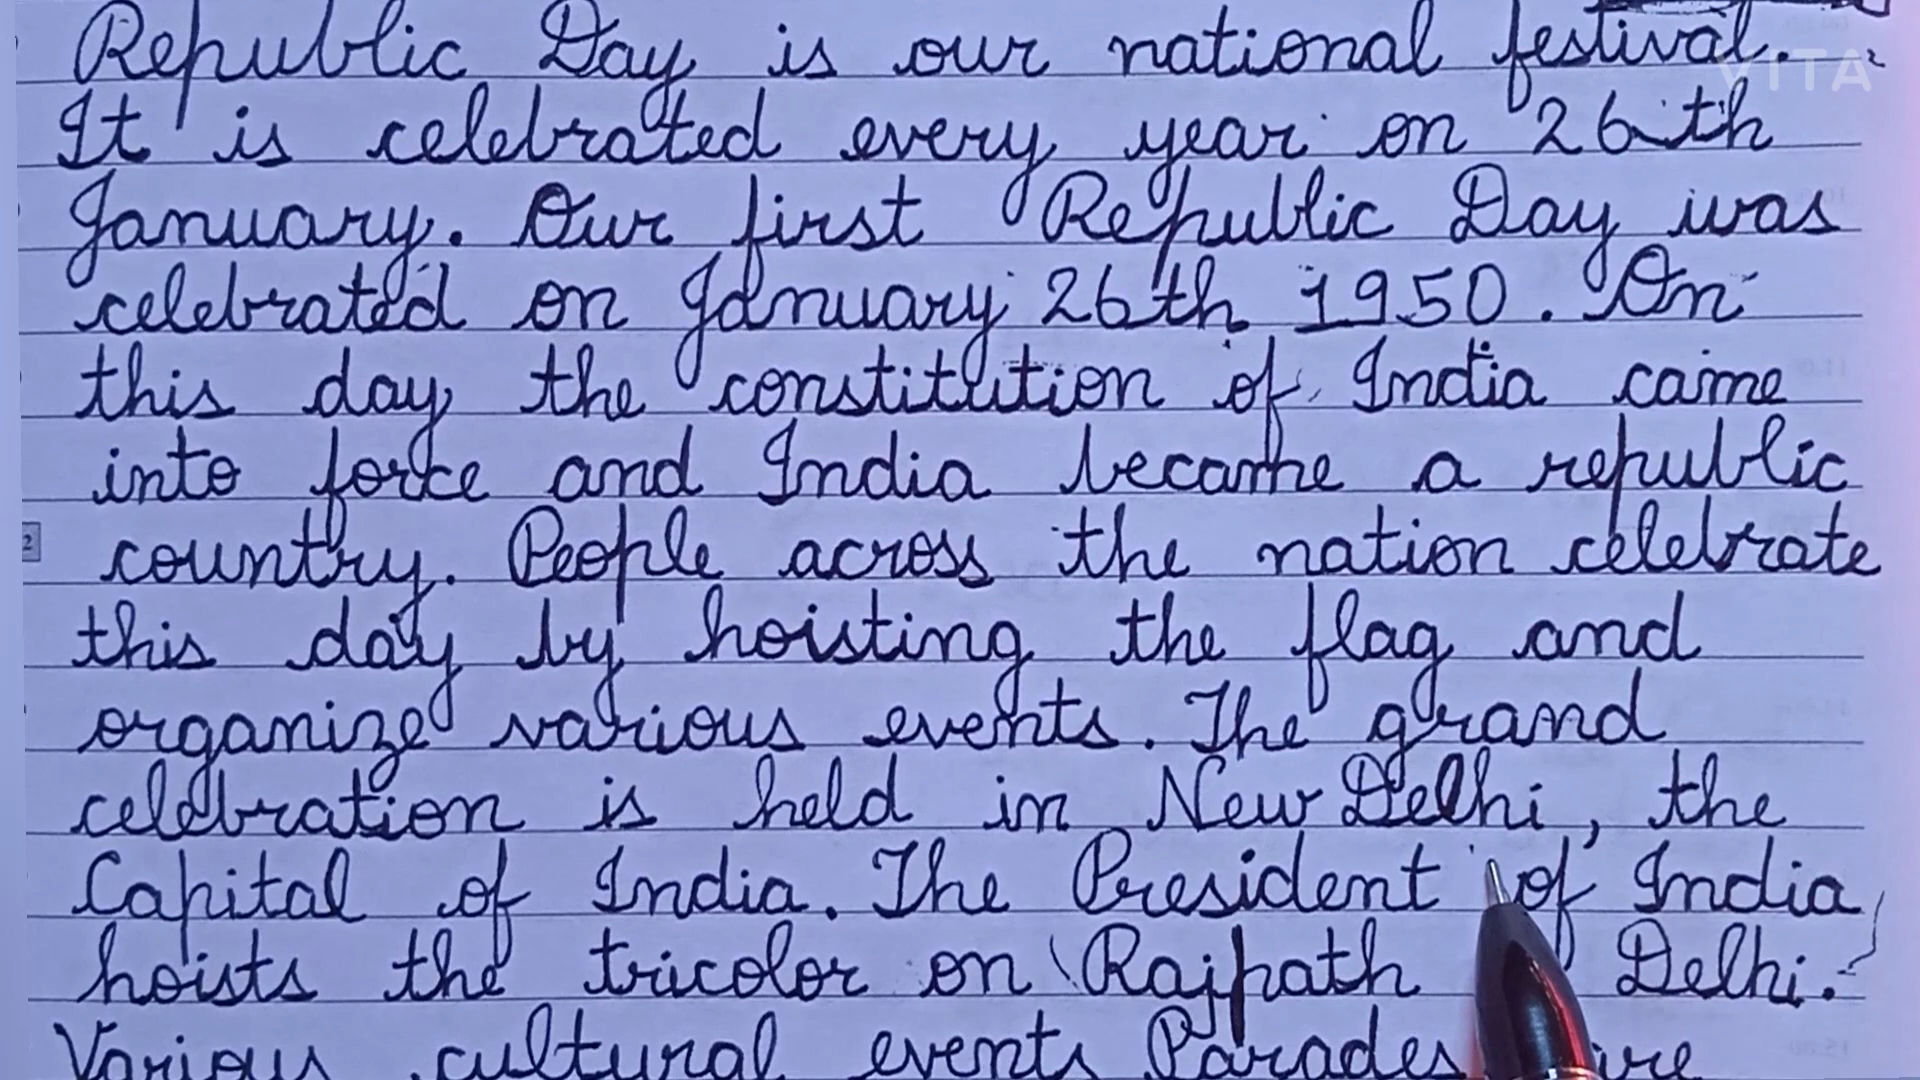 Republic Day is our national festival.
VITA
It is celebrated every year on 26th
January. Our first Republic Day was
celebrated on January 26th 1950. On
this day the constitution of India came
into force and India became a republic
2
country. People across the nation celebrate
this day by hoisting the flag and
organize various events. The grand
celebration is held in New Delhi, the
Capital of India. The President of India
hoists the tricolor on Rajpath Delhi.
Various cultural events Parades